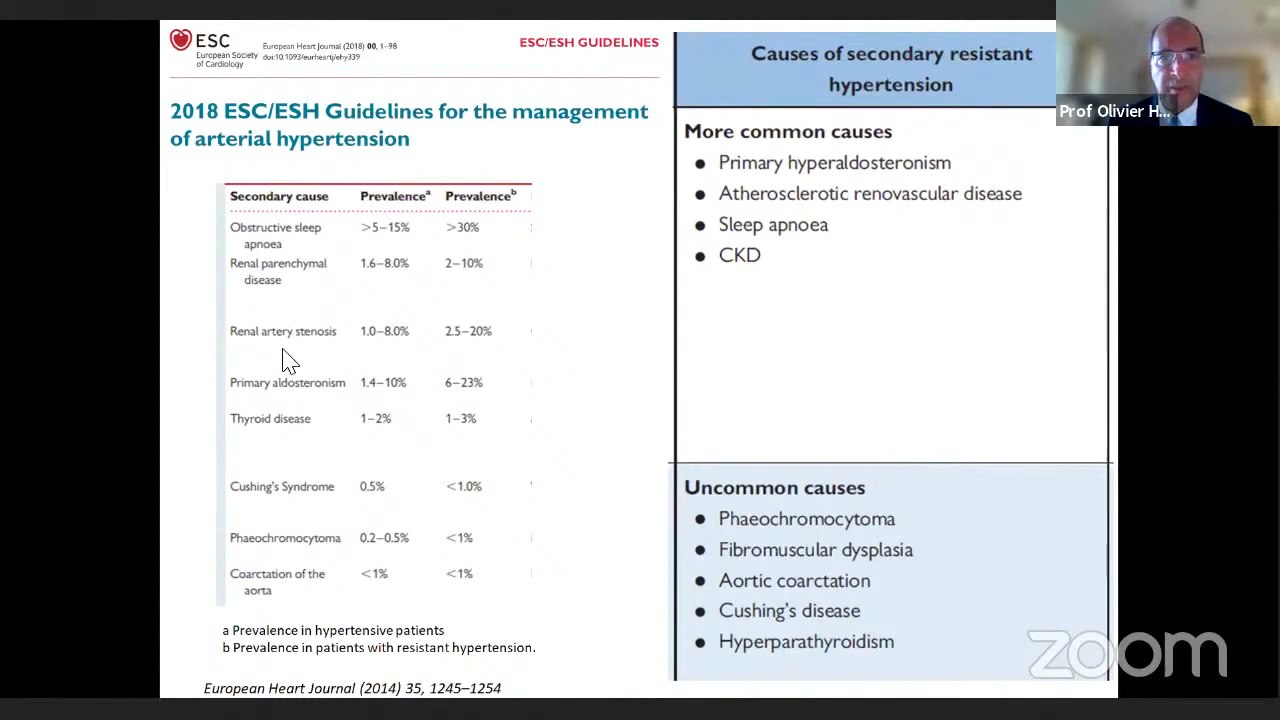 ESC
European Society
of Cardiology
European Heart Journal (2018) 00, 1–98
doi:10.1093/eurheartj/ehy339
ESC/ESH GUIDELINES
2018 ESC/ESH Guidelines for the management
of arterial hypertension
Secondary cause Prevalenceᵃ Prevalenceᵇ
Obstructive sleep >5–15% >30%
apnoea
Renal parenchymal 1.6–8.0% 2–10%
disease
Renal artery stenosis 1.0–8.0% 2.5–20%
Primary aldosteronism 1.4–10% 6–23%
Thyroid disease 1–2% 1–3%
Cushing's Syndrome 0.5% <1.0%
Phaeochromocytoma 0.2–0.5% <1%
Coarctation of the <1% <1%
aorta
a Prevalence in hypertensive patients
b Prevalence in patients with resistant hypertension.
European Heart Journal (2014) 35, 1245–1254
Causes of secondary resistant
hypertension
More common causes
● Primary hyperaldosteronism
● Atherosclerotic renovascular disease
● Sleep apnoea
● CKD
Uncommon causes
● Phaeochromocytoma
● Fibromuscular dysplasia
● Aortic coarctation
● Cushing's disease
● Hyperparathyroidism
Prof Olivier H...
zoom